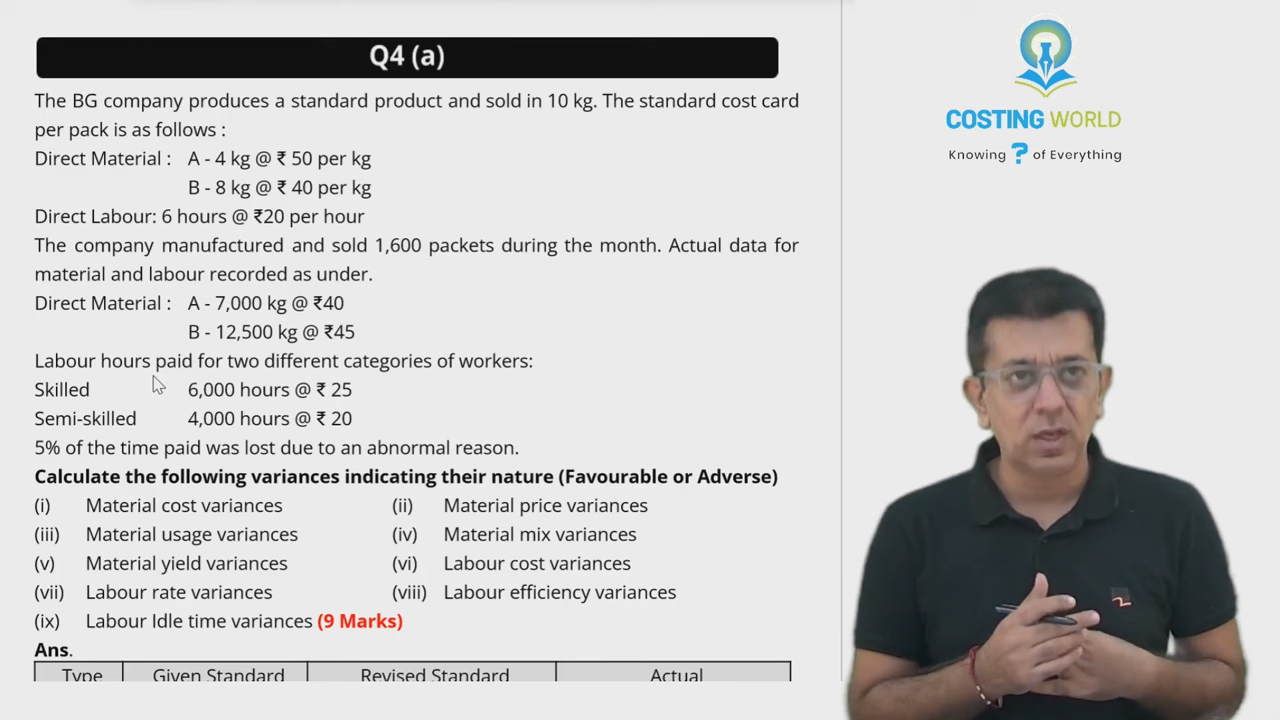 Q4 (a)
The BG company produces a standard product and sold in 10 kg. The standard cost card
per pack is as follows :
Direct Material : A - 4 kg @ ₹ 50 per kg
B - 8 kg @ ₹ 40 per kg
Direct Labour: 6 hours @ ₹20 per hour
The company manufactured and sold 1,600 packets during the month. Actual data for
material and labour recorded as under.
Direct Material : A - 7,000 kg @ ₹40
B - 12,500 kg @ ₹45
Labour hours paid for two different categories of workers:
Skilled 6,000 hours @ ₹ 25
Semi-skilled 4,000 hours @ ₹ 20
5% of the time paid was lost due to an abnormal reason.
Calculate the following variances indicating their nature (Favourable or Adverse)
(i) Material cost variances (ii) Material price variances
(iii) Material usage variances (iv) Material mix variances
(v) Material yield variances (vi) Labour cost variances
(vii) Labour rate variances (viii) Labour efficiency variances
(ix) Labour Idle time variances (9 Marks)
Ans.
Type Given Standard Revised Standard Actual
COSTING WORLD
Knowing ? of Everything